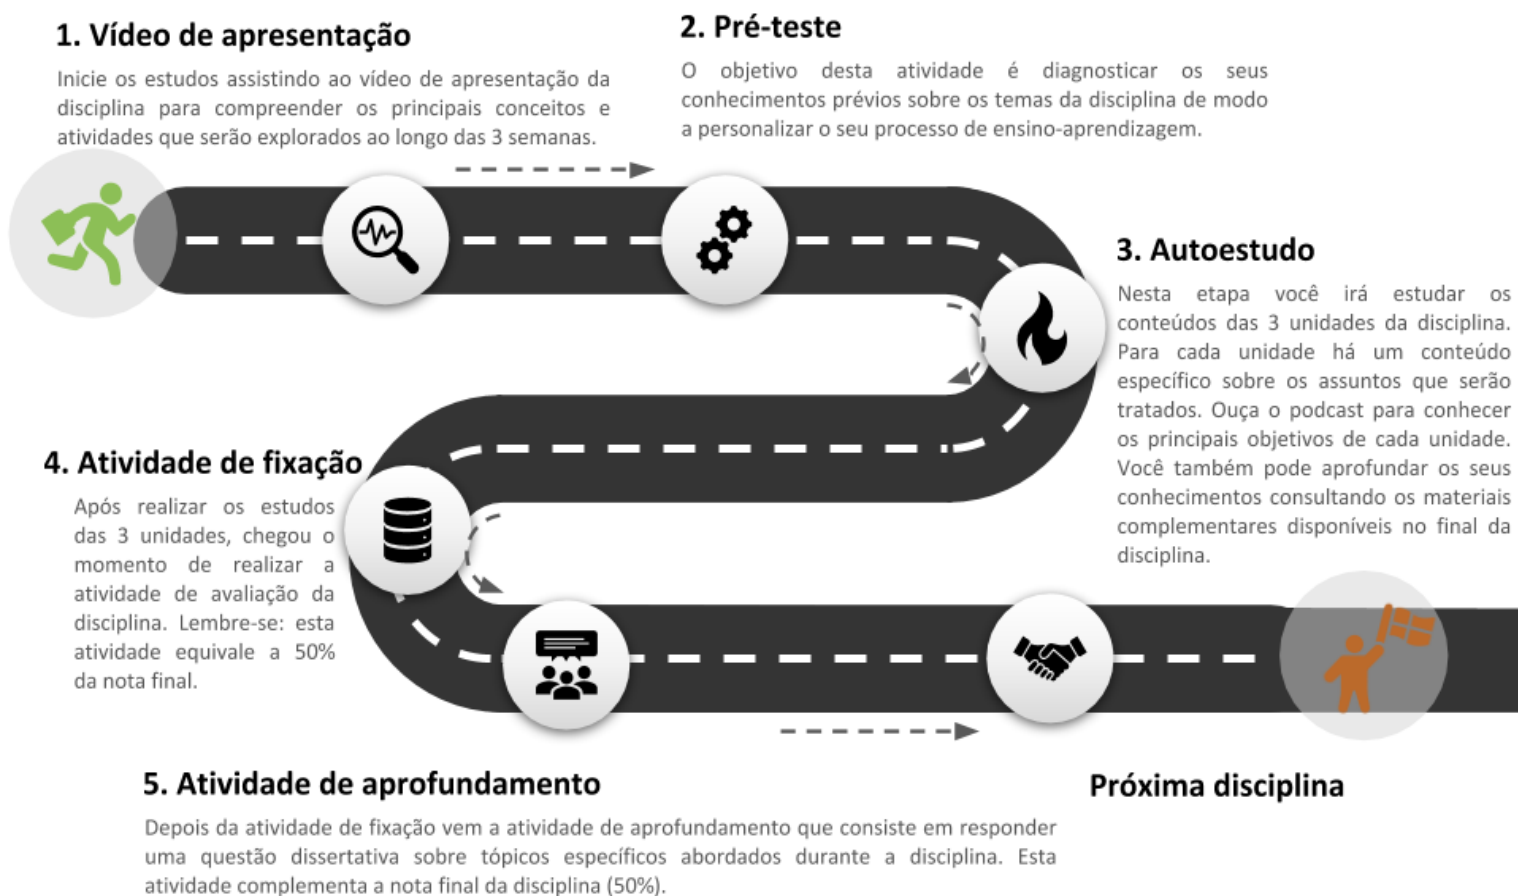 1. Vídeo de apresentação
Inicie os estudos assistindo ao vídeo de apresentação da
disciplina para compreender os principais conceitos e
atividades que serão explorados ao longo das 3 semanas.
2. Pré-teste
O objetivo desta atividade é diagnosticar os seus
conhecimentos prévios sobre os temas da disciplina de modo
a personalizar o seu processo de ensino-aprendizagem.
3. Autoestudo
Nesta etapa você irá estudar os
conteúdos das 3 unidades da disciplina.
Para cada unidade há um conteúdo
específico sobre os assuntos que serão
tratados. Ouça o podcast para conhecer
os principais objetivos de cada unidade.
Você também pode aprofundar os seus
conhecimentos consultando os materiais
complementares disponíveis no final da
disciplina.
4. Atividade de fixação
Após realizar os estudos
das 3 unidades, chegou o
momento de realizar a
atividade de avaliação da
disciplina. Lembre-se: esta
atividade equivale a 50%
da nota final.
5. Atividade de aprofundamento
Depois da atividade de fixação vem a atividade de aprofundamento que consiste em responder
uma questão dissertativa sobre tópicos específicos abordados durante a disciplina. Esta
atividade complementa a nota final da disciplina (50%).
Próxima disciplina